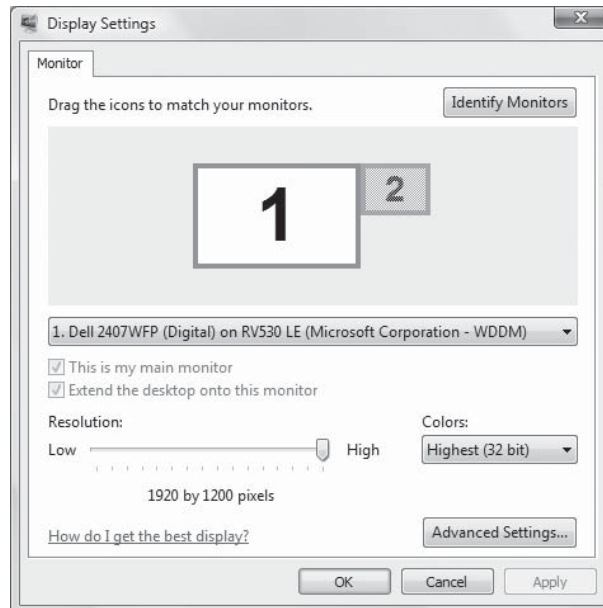 Display Settings
Monitor
Drag the icons to match your monitors.
Identify Monitors
1
2
1. Dell 2407WFP (Digital) on RV530 LE (Microsoft Corporation - WDDM)
This is my main monitor
Extend the desktop onto this monitor
Resolution:
Colors:
Low
High
Highest (32 bit)
1920 by 1200 pixels
How do I get the best display?
Advanced Settings...
OK
Cancel
Apply